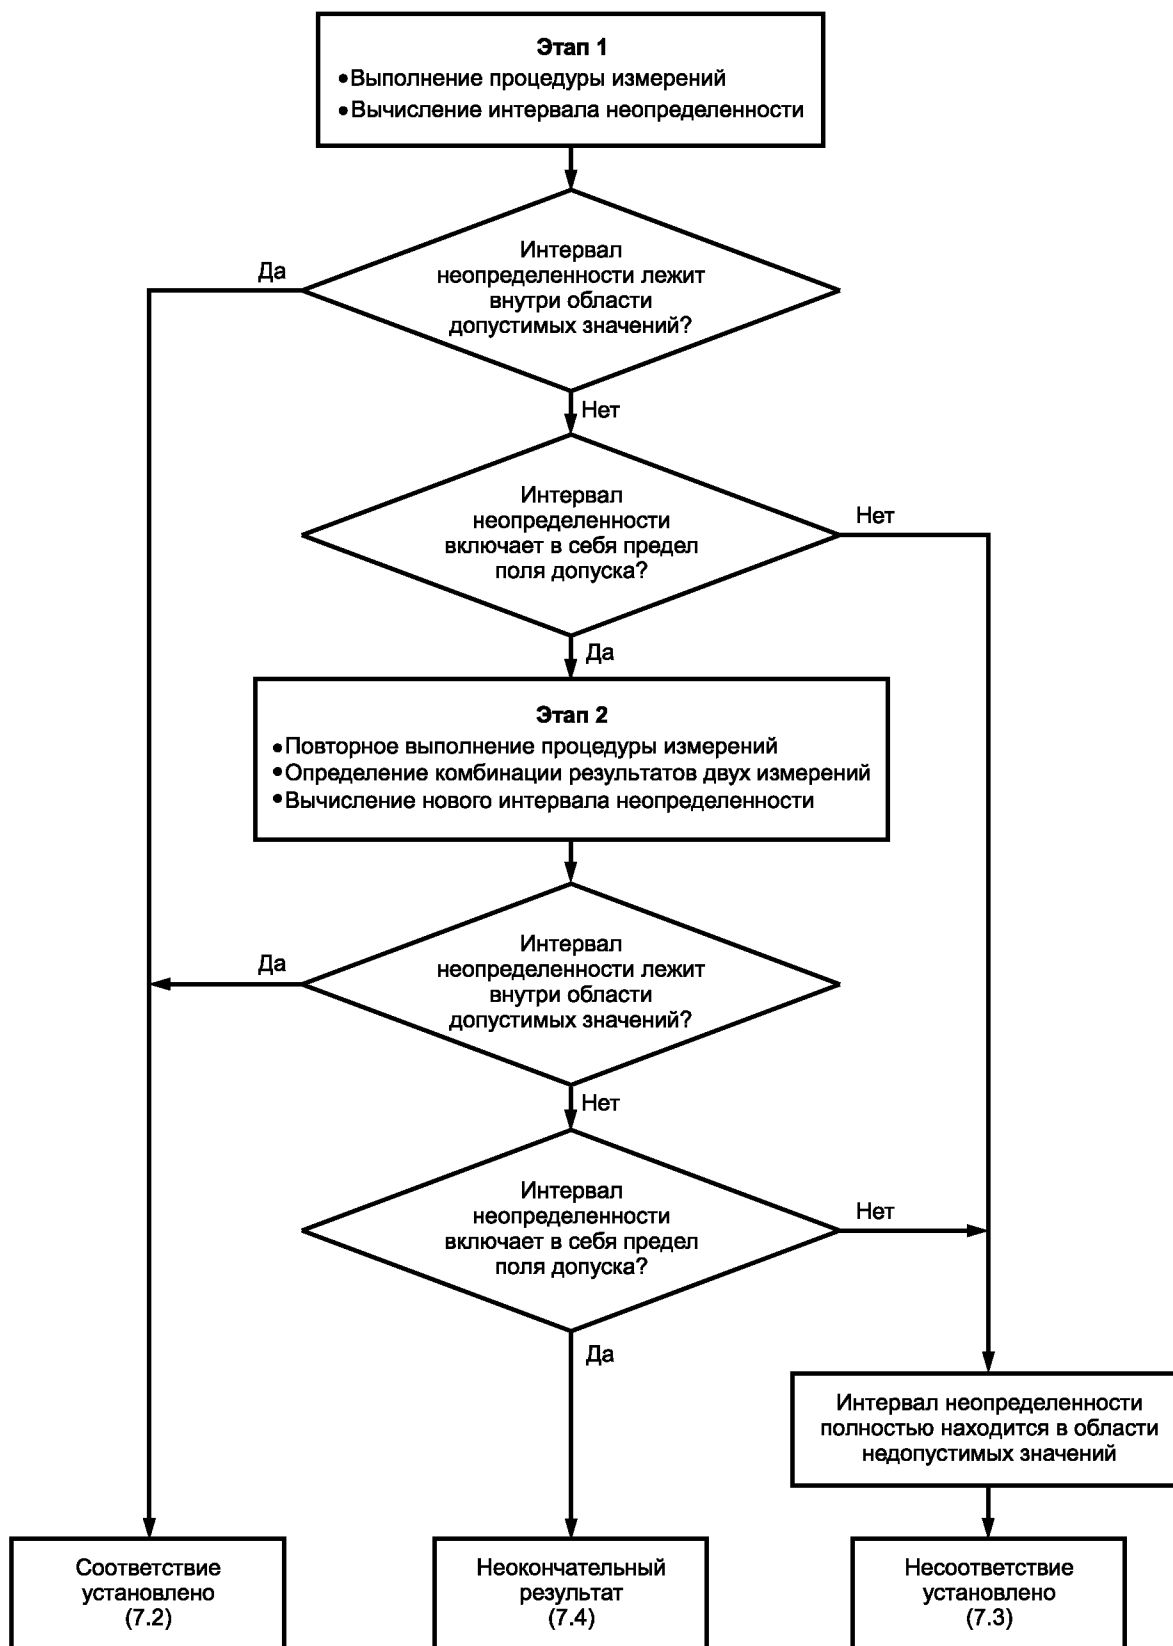 Этап 1
•Выполнение процедуры измерений
•Вычисление интервала неопределенности
Интервал
неопределенности лежит
внутри области
допустимых значений?
Да
Нет
Интервал
неопределенности
включает в себя предел
поля допуска?
Нет
Да
Этап 2
•Повторное выполнение процедуры измерений
•Определение комбинации результатов двух измерений
•Вычисление нового интервала неопределенности
Интервал
неопределенности лежит
внутри области
допустимых значений?
Да
Нет
Интервал
неопределенности
включает в себя предел
поля допуска?
Нет
Да
Интервал неопределенности
полностью находится в области
недопустимых значений
Соответствие
установлено
(7.2)
Неокончательный
результат
(7.4)
Несоответствие
установлено
(7.3)